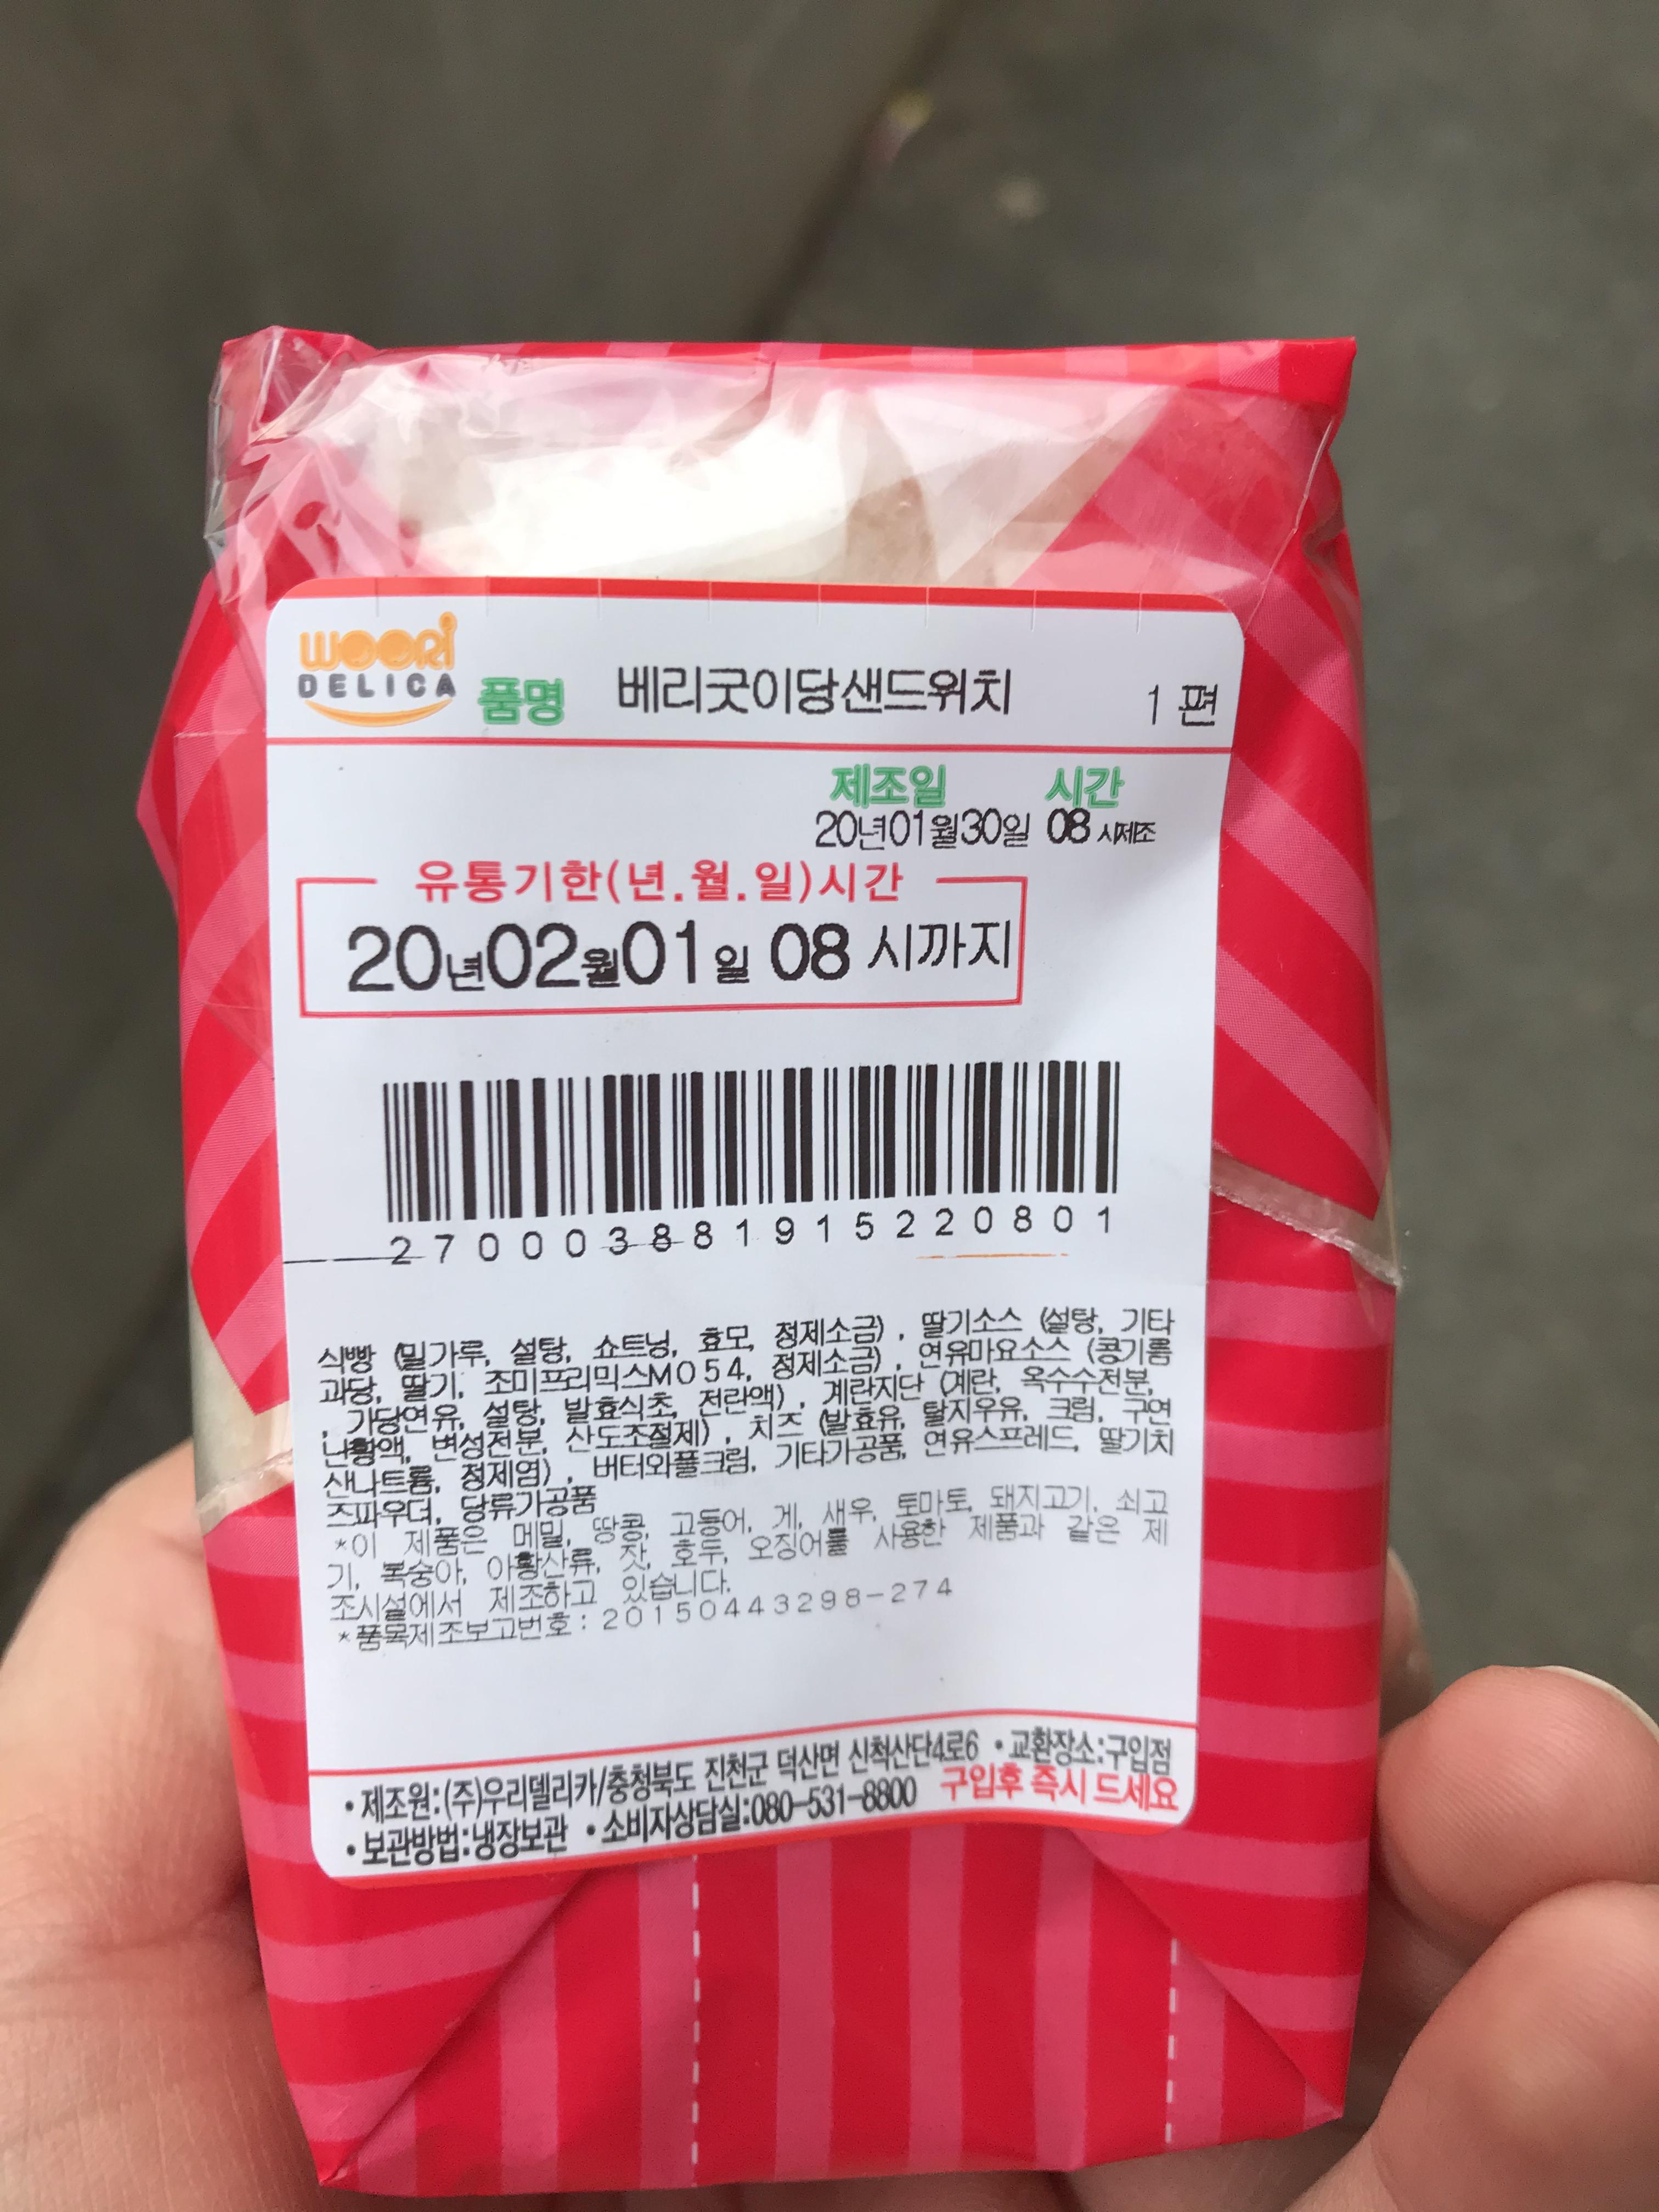 WOORi
DELICA
품명 베리굿이당샌드위치 1편
제조일 시간
20년01월30일 08 시제조
유통기한(년.월.일)시간
20년02월01일 08 시까지
270003881915220801
식빵 (밀가루, 설탕, 쇼트닝, 효모, 정제소금), 딸기소스 (설탕, 기타
과당, 딸기, 조미프리믹스MO54, 정제소금), 연유마요소스 (콩기름
, 가당연유, 설탕, 발효식초, 전란액), 계란지단 (계란, 옥수수전분,
난황액, 변성전분, 산도조절제), 치즈 (발효유, 탈지우유, 크림, 구연
산나트륨, 정제염), 버터와플크림, 기타가공품, 연유스프레드, 딸기치
즈파우더, 당류가공품
*이 제품은 메밀, 땅콩, 고등어, 게, 새우, 토마토, 돼지고기, 쇠고
기, 복숭아, 아황산류, 잣, 호두, 오징어를 사용한 제품과 같은 제
조시설에서 제조하고 있습니다.
*품목제조보고번호:20150443298-274
•제조원:(주)우리델리카/충청북도 진천군 덕산면 신척산단4로6 •교환장소:구입점
•보관방법:냉장보관 •소비자상담실:080-531-8800 구입후 즉시 드세요